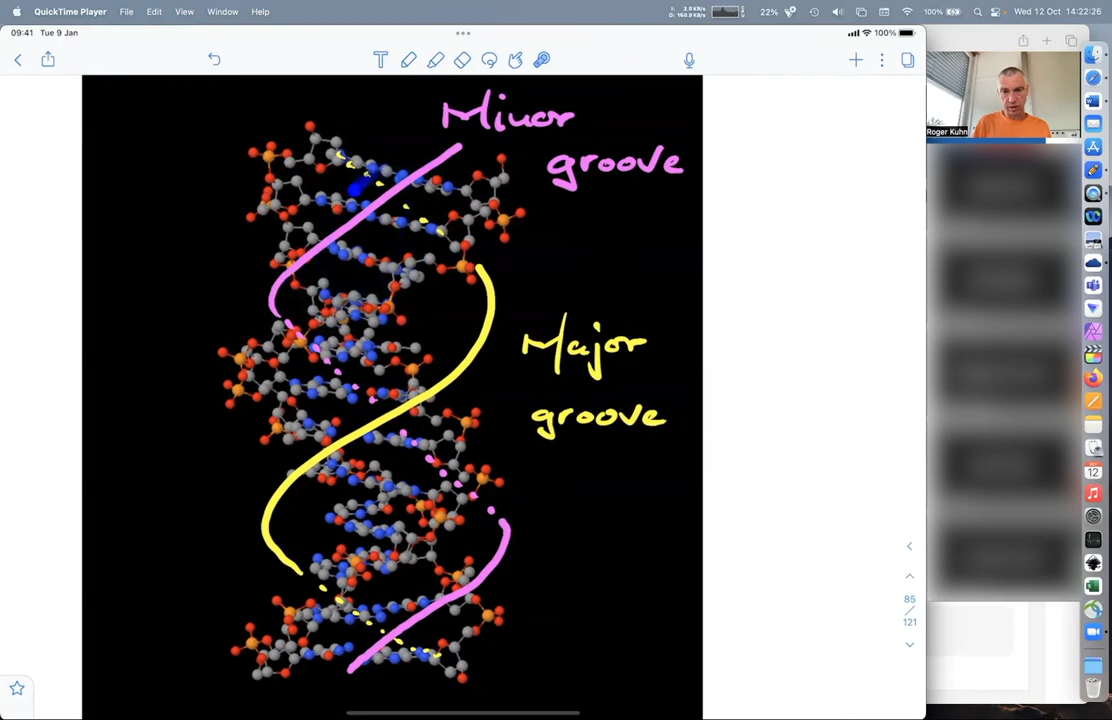 QuickTime Player File Edit View Window Help
22% 100% Wed 12 Oct 14:22:26
09:41 Tue 9 Jan 100%
Roger Kuhn
Minor
groove
Major
groove
85
121